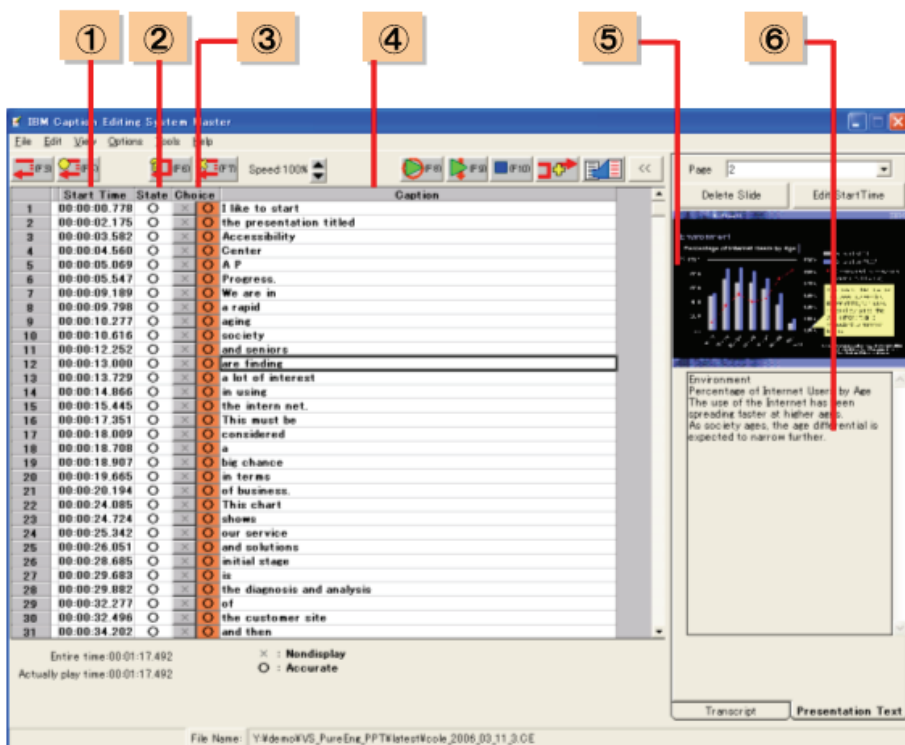 ① ② ③ ④ ⑤ ⑥
IBM Caption Editing System Master
File Edit View Options Tools Help
(F6) (F7) Speed:100% (F8) (F9) (F10) <<
Page 2
Delete Slide Edit StartTime
Start Time State Choice Caption
1 00:00:00.778 O × O I like to start
2 00:00:02.175 O × O the presentation titled
3 00:00:03.582 O × O Accessibility
4 00:00:04.560 O × O Center
5 00:00:05.069 O × O A P
6 00:00:05.547 O × O Progress.
7 00:00:09.189 O × O We are in
8 00:00:09.798 O × O a rapid
9 00:00:10.277 O × O aging
10 00:00:10.616 O × O society
11 00:00:12.252 O × O and seniors
12 00:00:13.000 O × O are finding
13 00:00:13.729 O × O a lot of interest
14 00:00:14.866 O × O in using
15 00:00:15.445 O × O the intern net.
16 00:00:17.351 O × O This must be
17 00:00:18.009 O × O considered
18 00:00:18.708 O × O a
19 00:00:18.907 O × O big chance
20 00:00:19.665 O × O in terms
21 00:00:20.194 O × O of business.
22 00:00:24.085 O × O This chart
23 00:00:24.724 O × O shows
24 00:00:25.342 O × O our service
25 00:00:26.051 O × O and solutions
26 00:00:28.685 O × O initial stage
27 00:00:29.683 O × O is
28 00:00:29.882 O × O the diagnosis and analysis
29 00:00:32.277 O × O of
30 00:00:32.496 O × O the customer site
31 00:00:34.202 O × O and then
Environment
Percentage of Internet Users by Age
Environment
Percentage of Internet Users by Age
The use of the Internet has been
spreading faster at higher ages.
As society ages, the age differential is
expected to narrow further.
Entire time:00:01:17.492
Actually play time:00:01:17.492
× : Nondisplay
O : Accurate
Transcript Presentation Text
File Name: Y:¥demo¥VS_PureEng_PPT¥latest¥cole_2006_03_11_3.CE